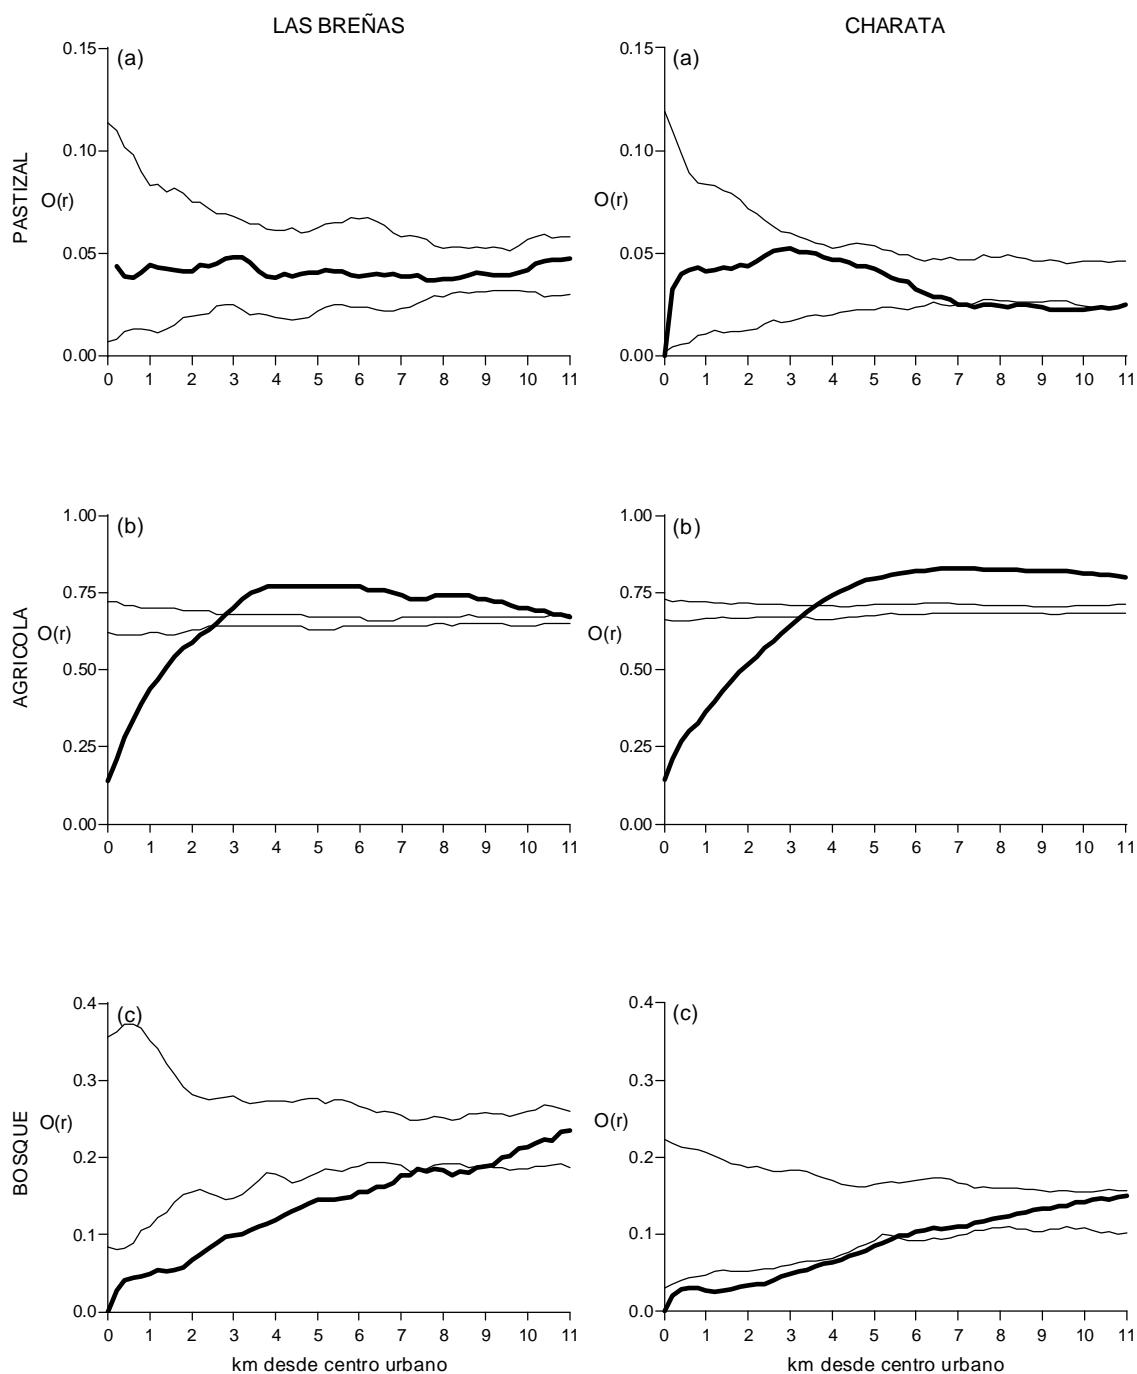 LAS BREÑAS
CHARATA
PASTIZAL
O(r)
(a)
0.15
0.10
0.05
0.00
0 1 2 3 4 5 6 7 8 9 10 11
O(r)
(a)
0.15
0.10
0.05
0.00
0 1 2 3 4 5 6 7 8 9 10 11
AGRICOLA
O(r)
(b)
1.00
0.75
0.50
0.25
0.00
0 1 2 3 4 5 6 7 8 9 10 11
O(r)
(b)
1.00
0.75
0.50
0.25
0.00
0 1 2 3 4 5 6 7 8 9 10 11
BOSQUE
O(r)
(c)
0.4
0.3
0.2
0.1
0.0
0 1 2 3 4 5 6 7 8 9 10 11
km desde centro urbano
O(r)
(c)
0.4
0.3
0.2
0.1
0.0
0 1 2 3 4 5 6 7 8 9 10 11
km desde centro urbano